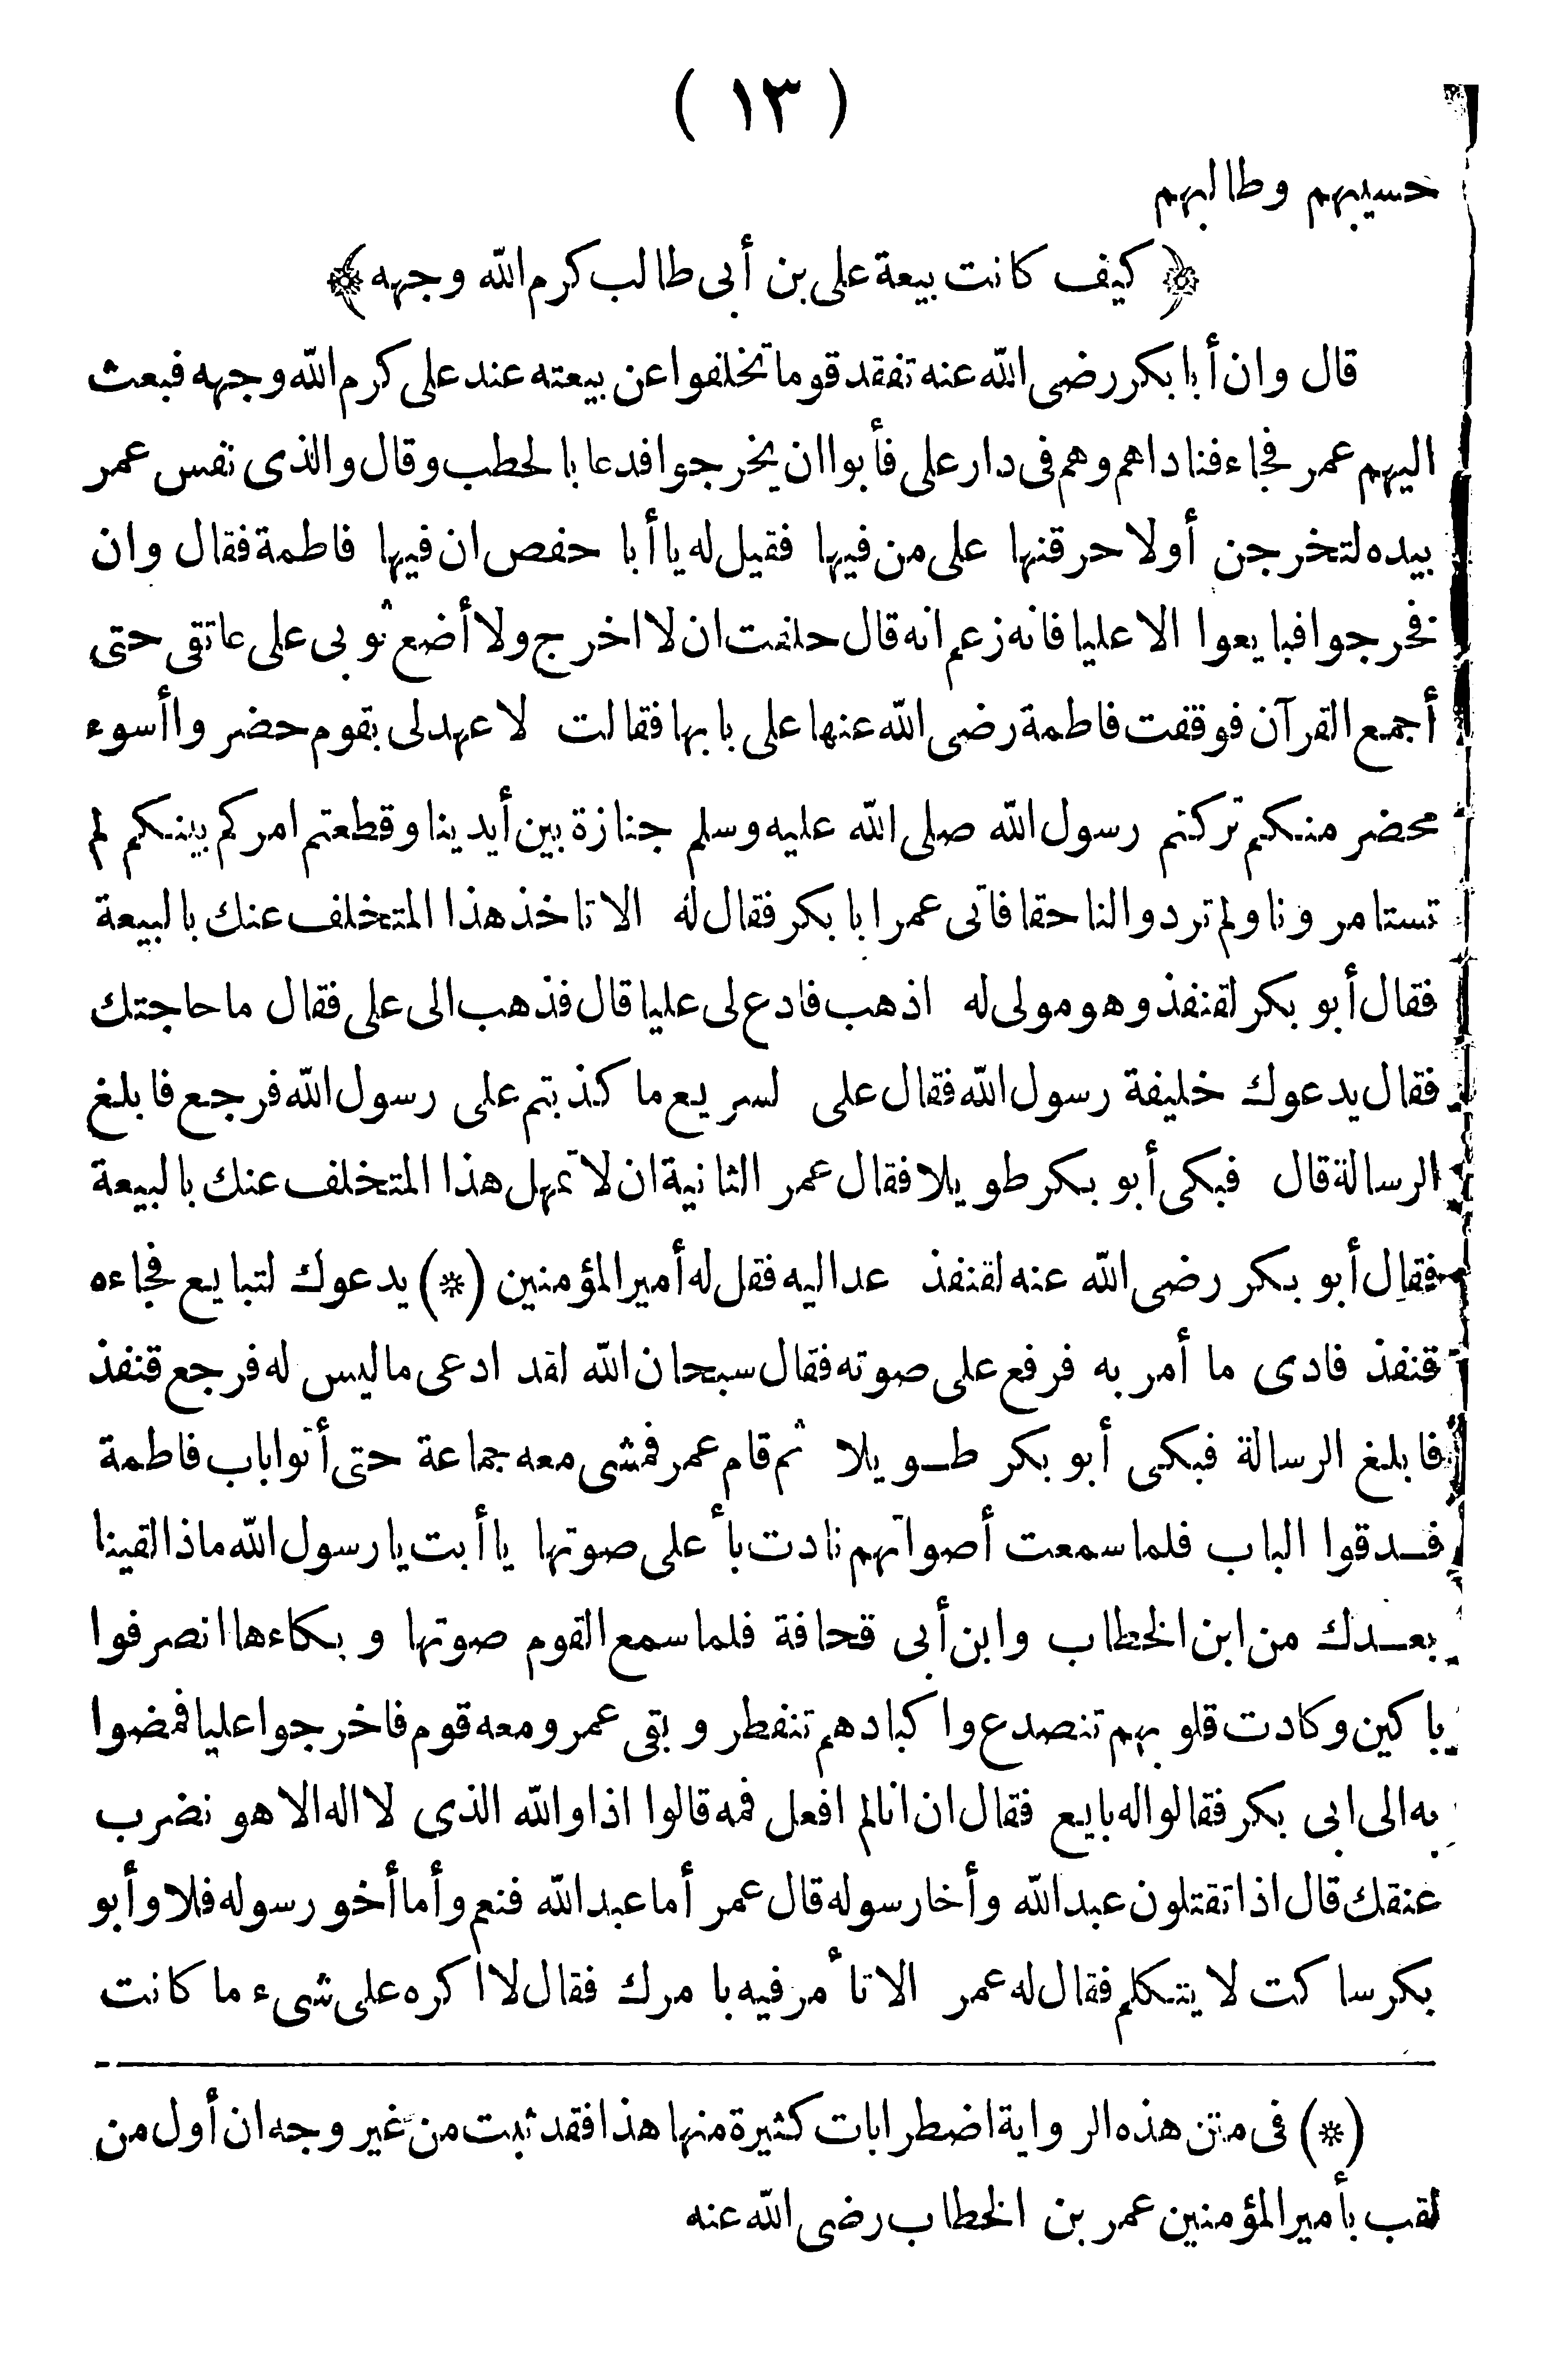 ( ١٣ )
حسيبهم وطالبهم
﴿ كيف كانت بيعة على بن أبى طالب كرم الله وجهه ﴾
قال وان أبا بكر رضى الله عنه تفقد قوما تخلفوا عن بيعته عند على كرم الله وجهه فبعث
اليهم عمر فجاء فناداهم وهم فى دار على فأبوا ان يخرجوا فدعا بالحطب وقال والذى نفس عمر
بيده لتخرجن أو لاحرقنها على من فيها فقيل له يا أبا حفص ان فيها فاطمة فقال وان
فخرجوا فبايعوا الا عليا فانه زعم انه قال حلفت ان لا اخرج ولا أضع ثوبى على عاتقى حتى
أجمع القرآن فوقفت فاطمة رضى الله عنها على بابها فقالت لا عهد لى بقوم حضروا أسوء
محضر منكم تركتم رسول الله صلى الله عليه وسلم جنازة بين أيدينا وقطعتم امركم بينكم لم
تستامرونا ولم تردوا لنا حقا فاتى عمر ابا بكر فقال له الا تاخذ هذا المتخلف عنك بالبيعة
فقال أبو بكر لقنفذ وهو مولى له اذهب فادع لى عليا قال فذهب الى على فقال ما حاجتك
فقال يدعوك خليفة رسول الله فقال على لسريع ما كذبتم على رسول الله فرجع فابلغ
الرسالة قال فبكى أبو بكر طويلا فقال عمر الثانية ان لا تمهل هذا المتخلف عنك بالبيعة
فقال أبو بكر رضى الله عنه لقنفذ عد اليه فقل له أمير المؤمنين (*) يدعوك لتبايع فجاءه
قنفذ فادى ما أمر به فرفع على صوته فقال سبحان الله لقد ادعى ما ليس له فرجع قنفذ
فابلغ الرسالة فبكى أبو بكر طويلا ثم قام عمر فمشى معه جماعة حتى أتوا باب فاطمة
فدقوا الباب فلما سمعت أصواتهم نادت بأعلى صوتها يا أبت يا رسول الله ماذا لقينا
بعدك من ابن الخطاب وابن أبى قحافة فلما سمع القوم صوتها وبكاءها انصرفوا
باكين وكادت قلوبهم تنصدع واكبادهم تنفطر وبقى عمر ومعه قوم فاخرجوا عليا فمضوا
به الى ابى بكر فقالوا له بايع فقال ان انا لم افعل فمه قالوا اذا والله الذى لا اله الا هو نضرب
عنقك قال اذا تقتلون عبد الله وأخا رسوله قال عمر أما عبد الله فنعم وأما أخو رسوله فلا وأبو
بكر ساكت لا يتكلم فقال له عمر الا تأمر فيه بامرك فقال لا اكره على شىء ما كانت
(*) فى متن هذه الرواية اضطرابات كثيرة منها هذا فقد ثبت من غير وجه ان أول من
لقب بأمير المؤمنين عمر بن الخطاب رضى الله عنه